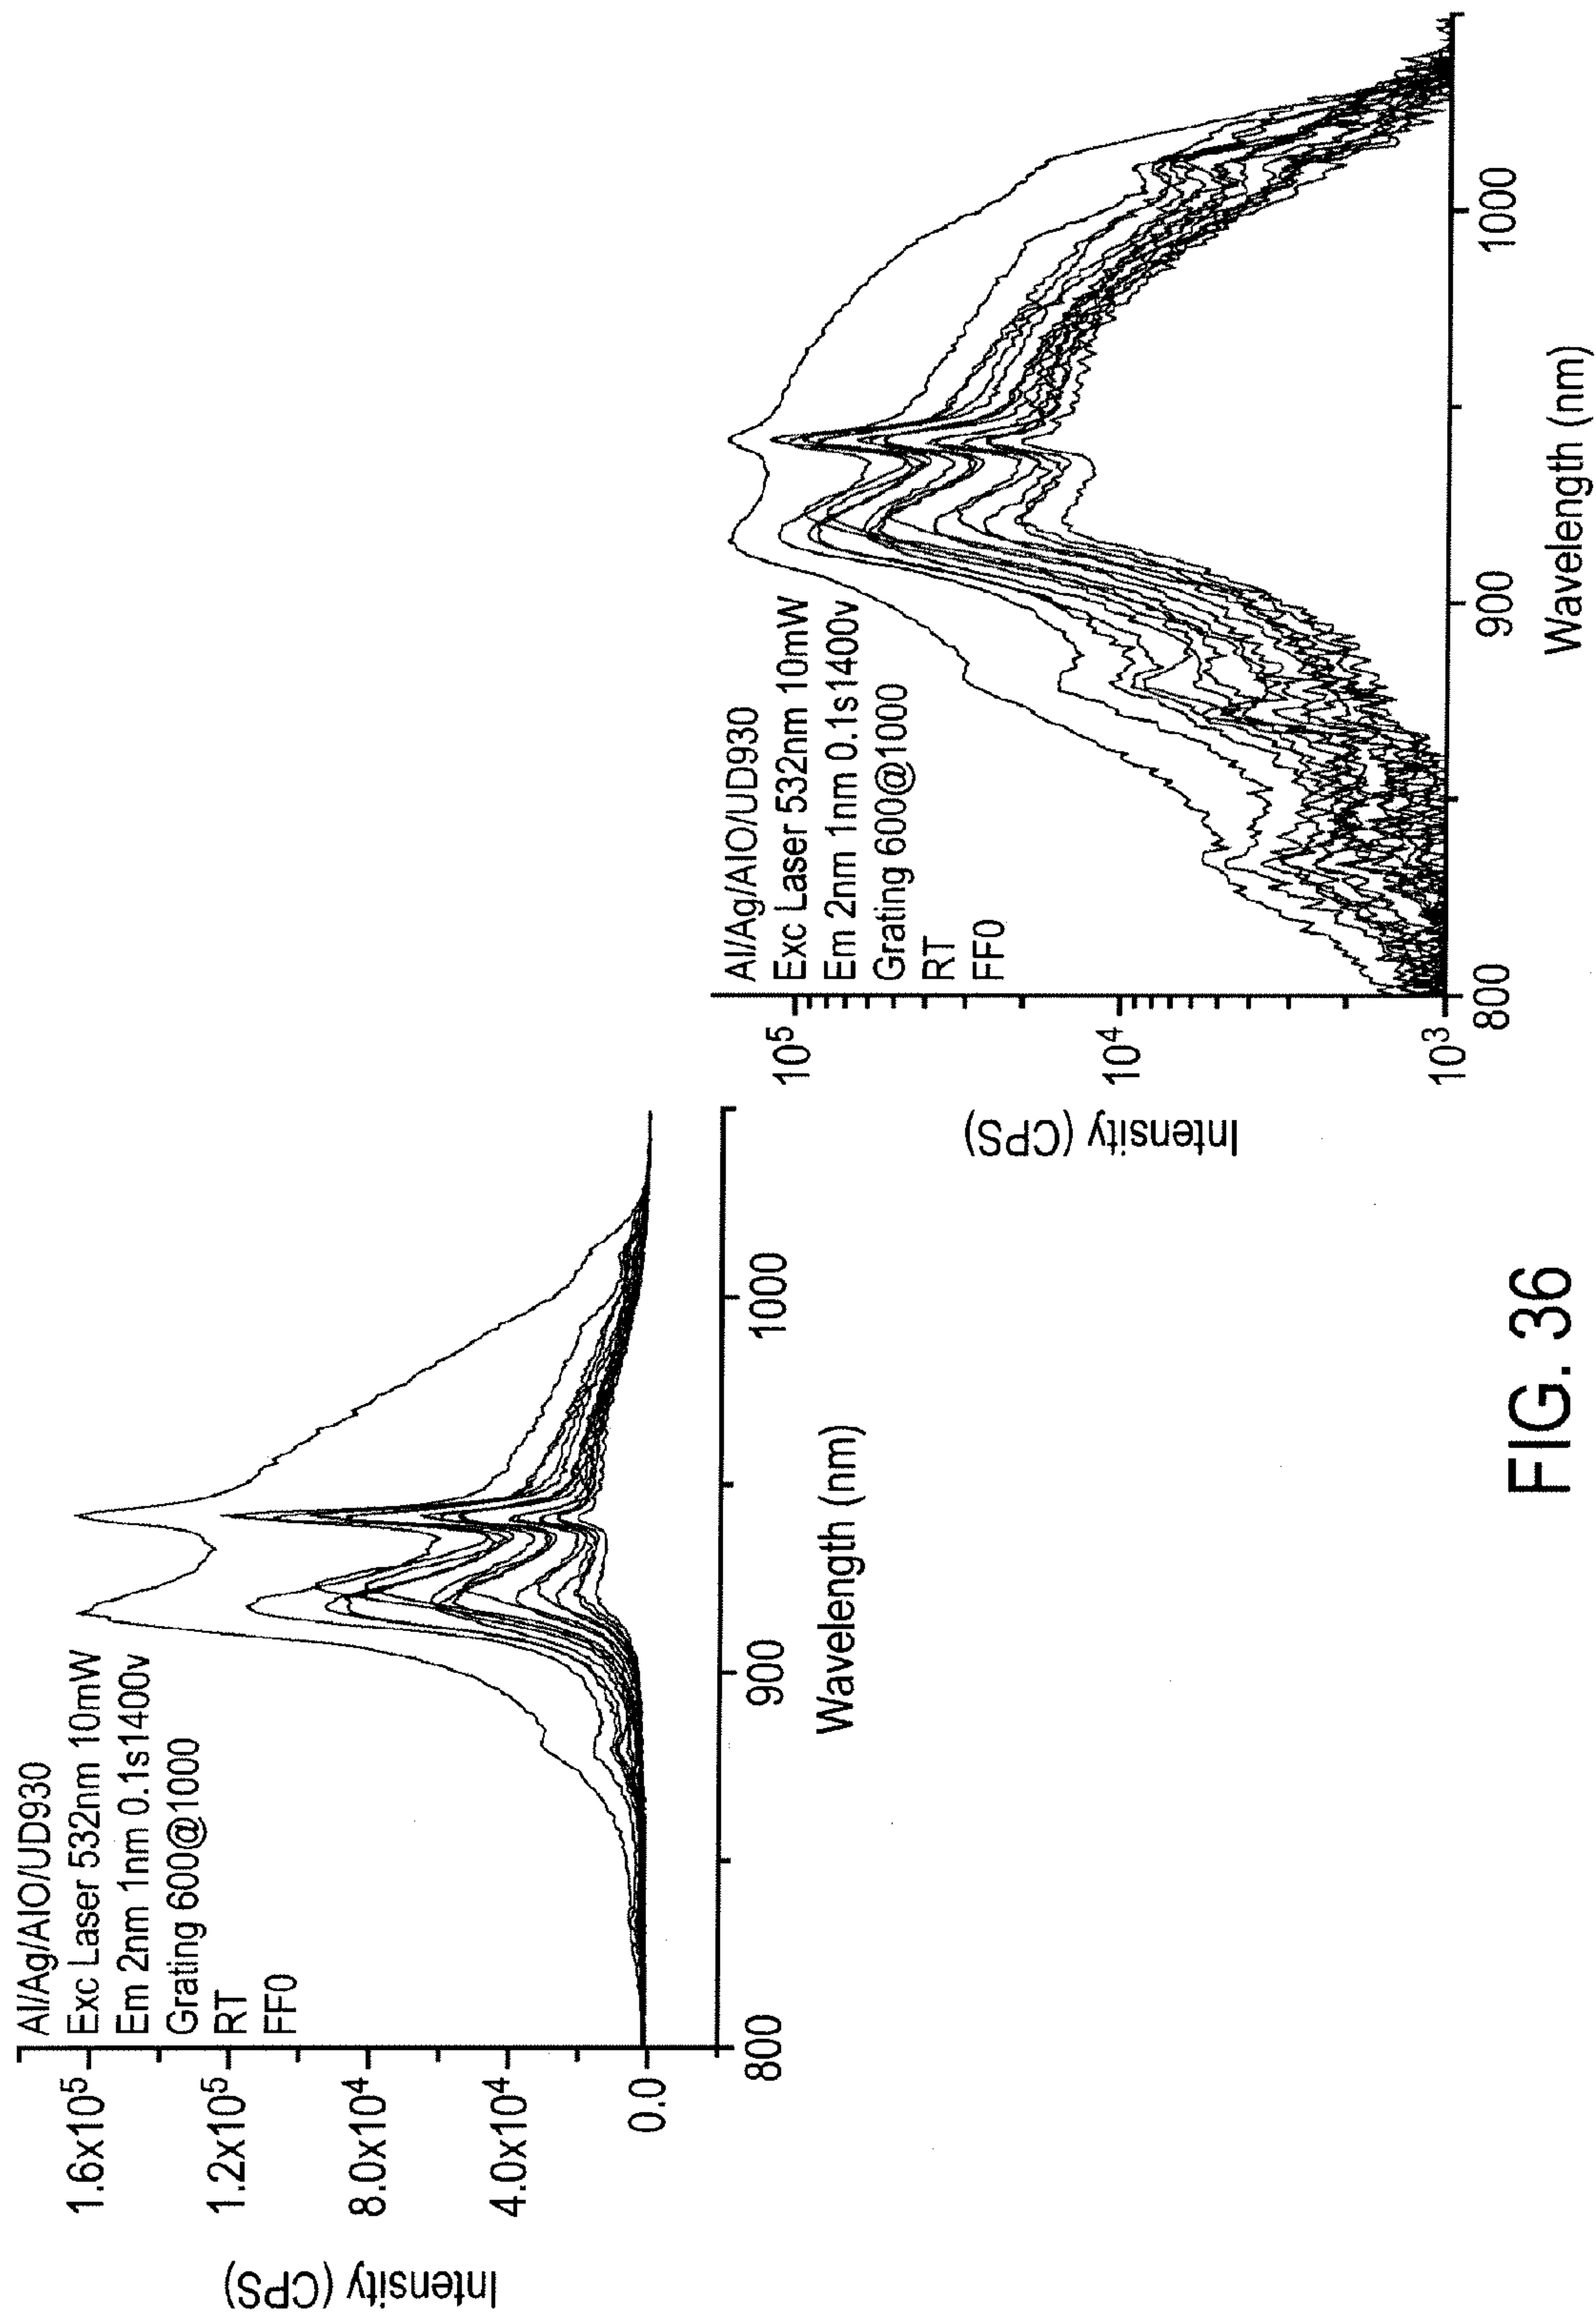 Al/Ag/AlO/UD930
Exc Laser 532nm 10mW
Em 2nm 1nm 0.1s1400v
Grating 600@1000
RT
FF0
1.6x10⁵
1.2x10⁵
8.0x10⁴
4.0x10⁴
0.0
Intensity (CPS)
800
900
1000
Wavelength (nm)
Al/Ag/AlO/UD930
Exc Laser 532nm 10mW
Em 2nm 1nm 0.1s1400v
Grating 600@1000
RT
FF0
10⁵
10⁴
10³
Intensity (CPS)
800
900
1000
Wavelength (nm)
FIG. 36